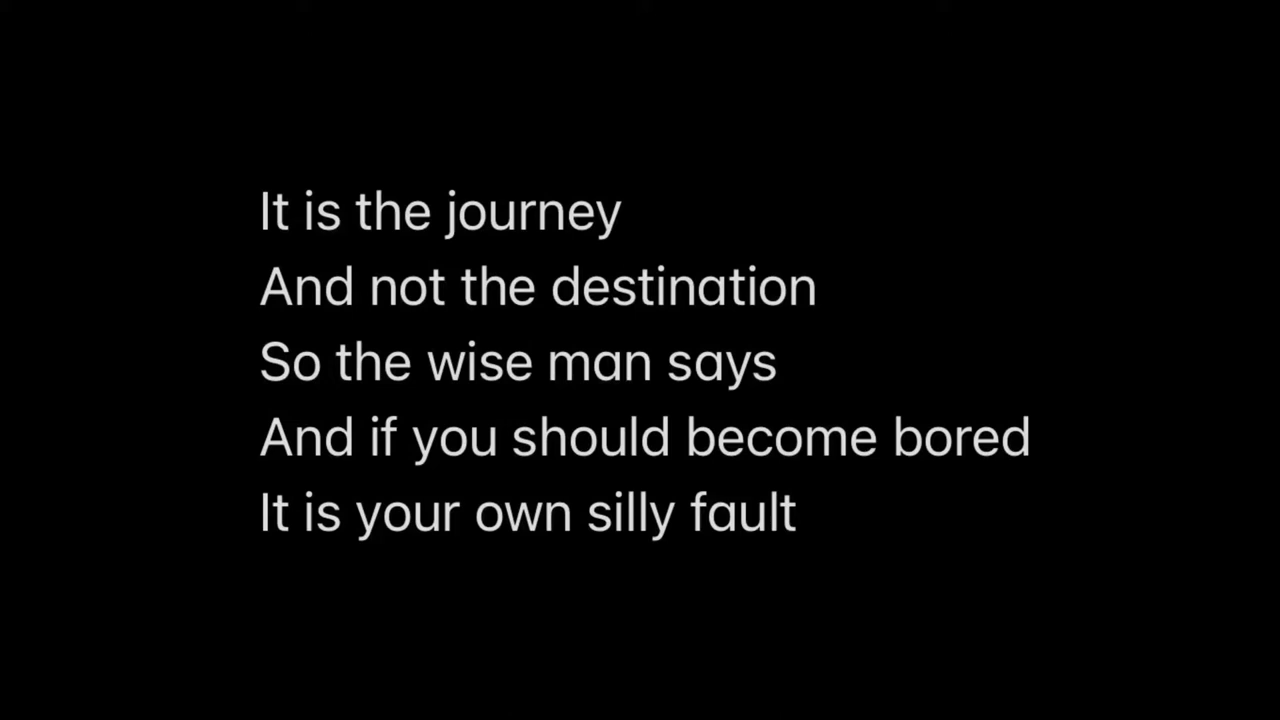 It is the journey
And not the destination
So the wise man says
And if you should become bored
It is your own silly fault